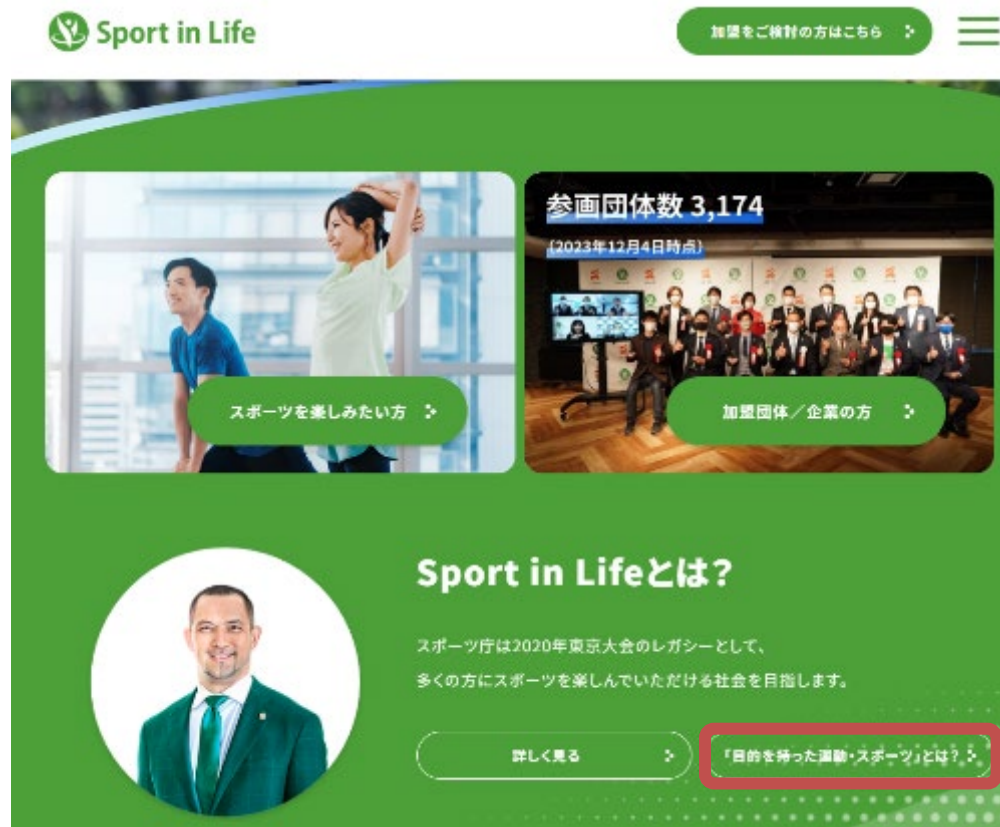 Sport in Life
加盟をご検討の方はこちら
参画団体数 3,174
(2023年12月4日時点)
スポーツを楽しみたい方
加盟団体/企業の方
Sport in Lifeとは?
スポーツ庁は2020年東京大会のレガシーとして、
多くの方にスポーツを楽しんでいただける社会を目指します。
詳しく見る
「目的を持った運動・スポーツ」とは?